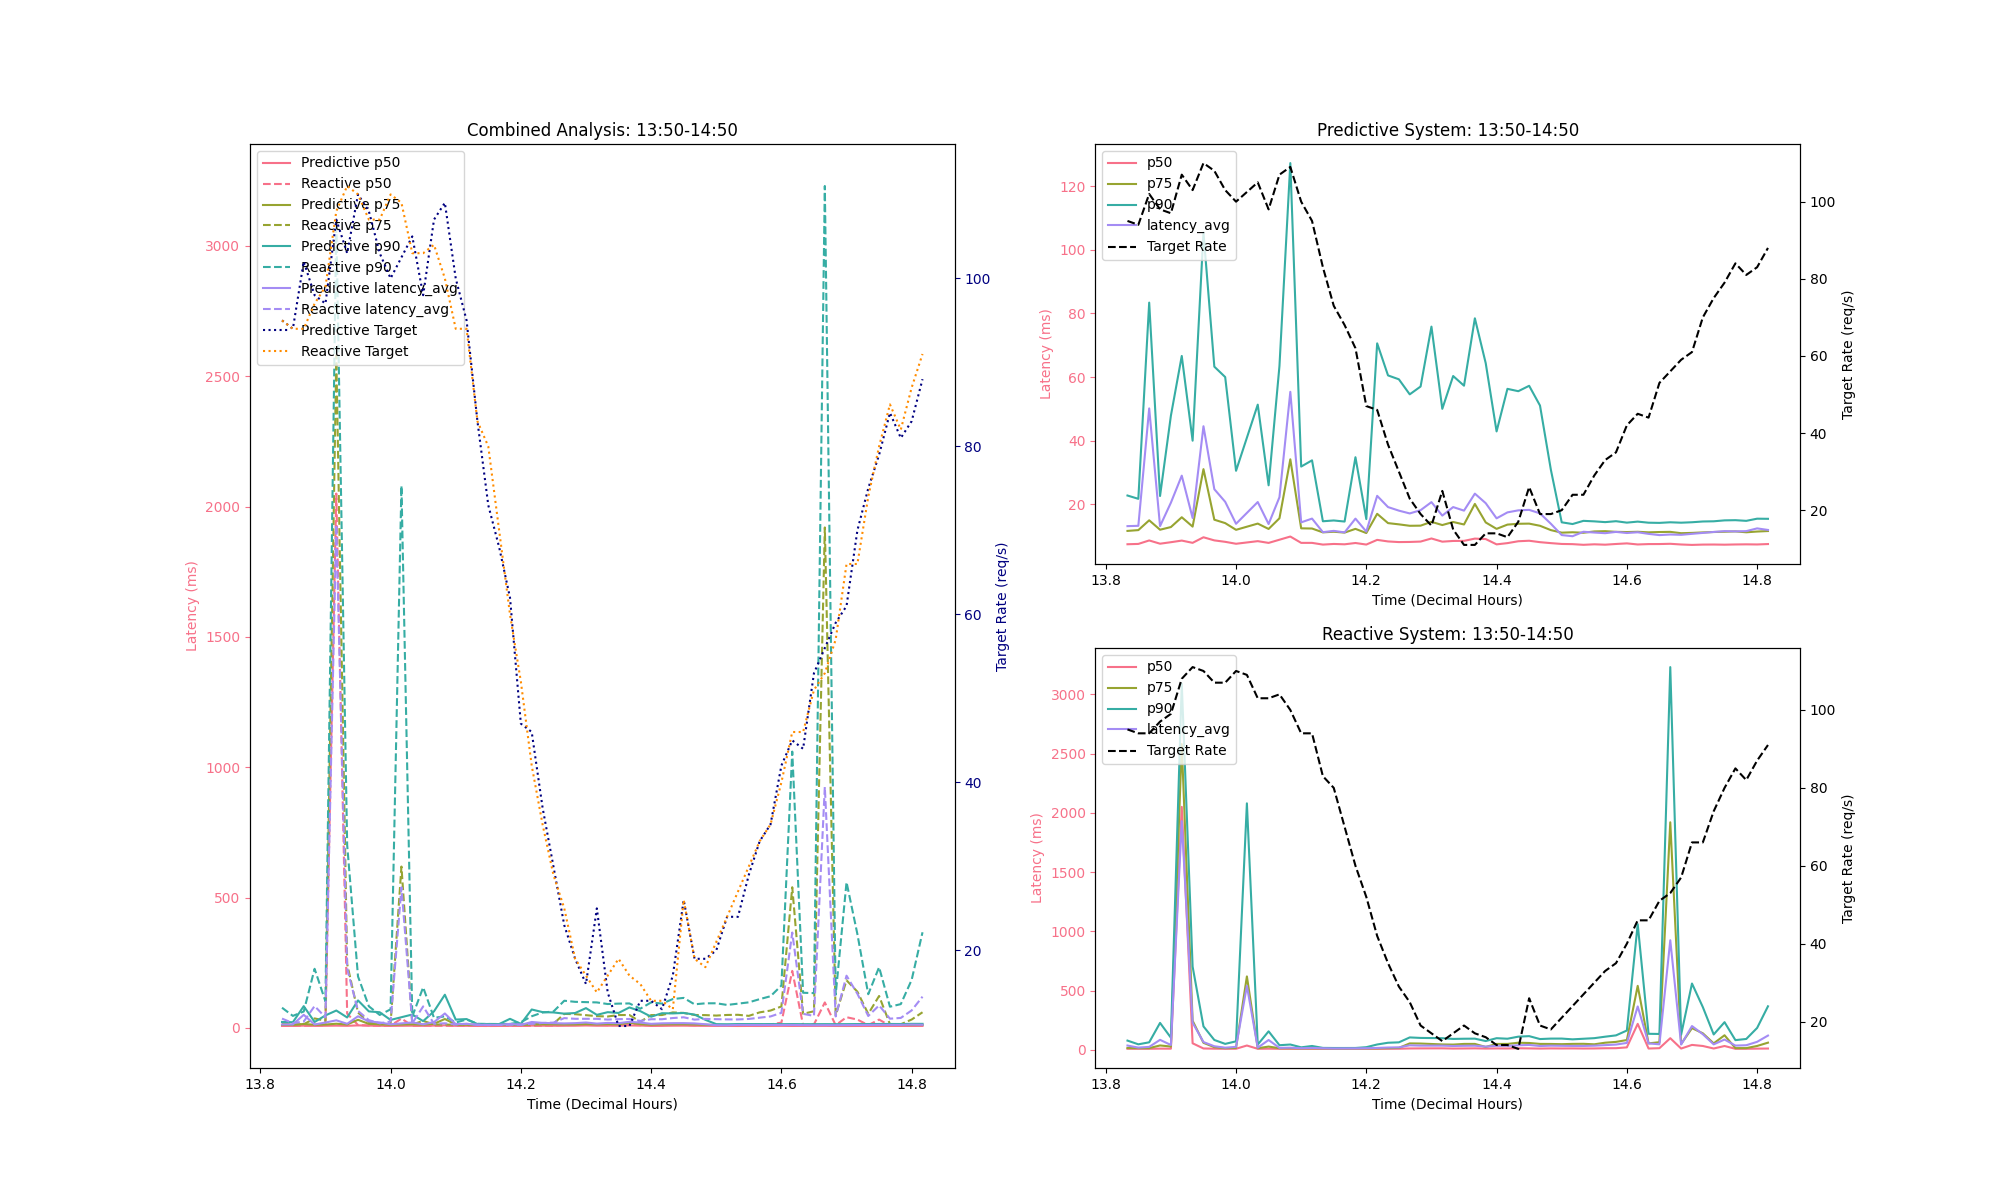 Combined Analysis: 13:50-14:50
Predictive p50
Reactive p50
Predictive p75
Reactive p75
Predictive p90
Reactive p90
Predictive latency_avg
Reactive latency_avg
Predictive Target
Reactive Target
Latency (ms)
3000
2500
2000
1500
1000
500
0
100
80
60
40
20
Target Rate (req/s)
13.8 14.0 14.2 14.4 14.6 14.8
Time (Decimal Hours)
Predictive System: 13:50-14:50
p50
p75
p90
latency_avg
Target Rate
Latency (ms)
120
100
80
60
40
20
100
80
60
40
20
Target Rate (req/s)
13.8 14.0 14.2 14.4 14.6 14.8
Time (Decimal Hours)
Reactive System: 13:50-14:50
p50
p75
p90
latency_avg
Target Rate
Latency (ms)
3000
2500
2000
1500
1000
500
0
100
80
60
40
20
Target Rate (req/s)
13.8 14.0 14.2 14.4 14.6 14.8
Time (Decimal Hours)